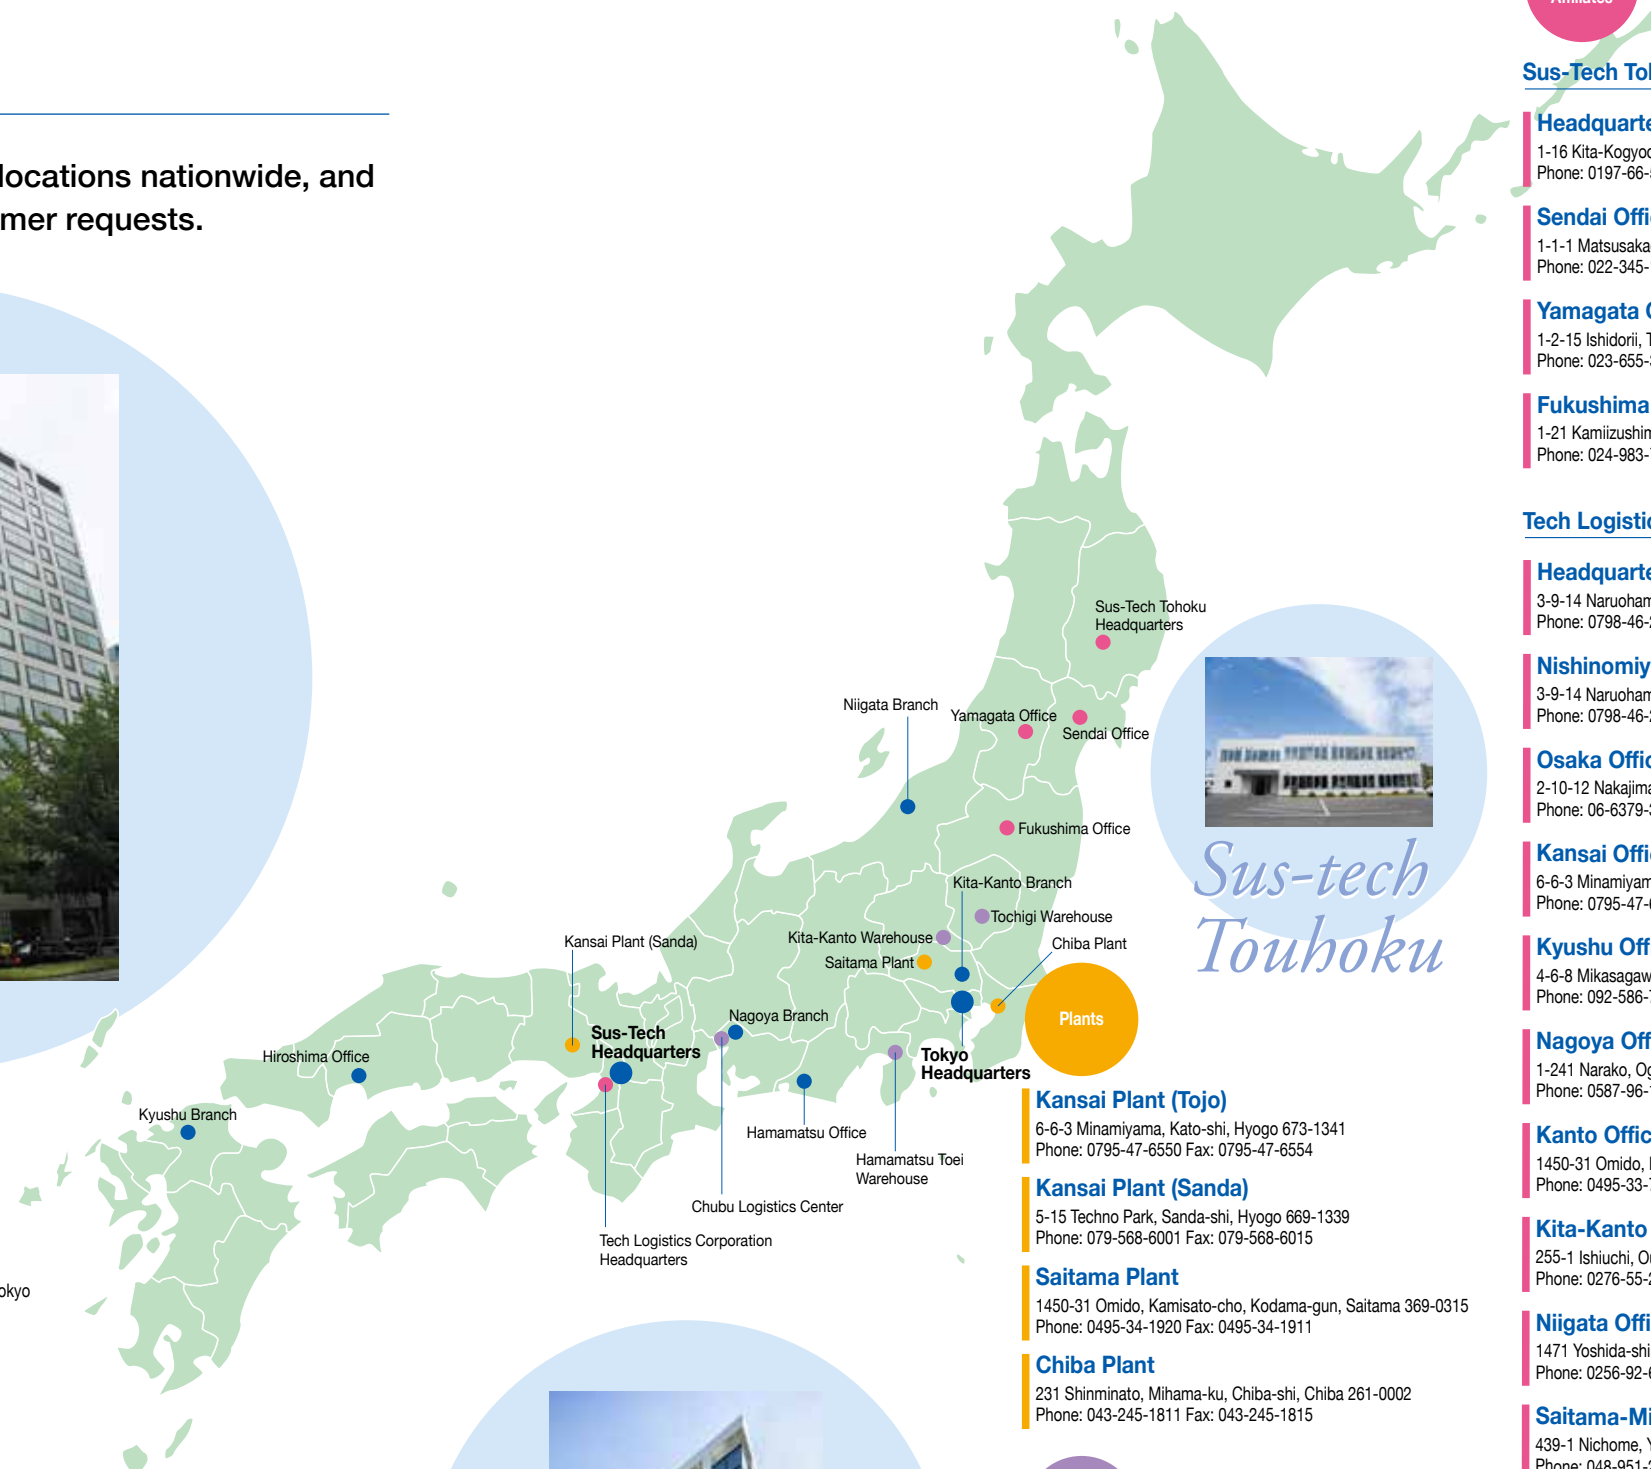 locations nationwide, and
mer requests.
okyo
Sus-Tech Tohoku
Headquarters
Niigata Branch
Yamagata Office
Sendai Office
Fukushima Office
Kita-Kanto Branch
Tochigi Warehouse
Kita-Kanto Warehouse
Chiba Plant
Saitama Plant
Kansai Plant (Sanda)
Nagoya Branch
Sus-Tech
Headquarters
Tokyo
Headquarters
Hiroshima Office
Kyushu Branch
Hamamatsu Office
Hamamatsu Toei
Warehouse
Chubu Logistics Center
Tech Logistics Corporation
Headquarters
Sus-tech
Touhoku
Plants
Kansai Plant (Tojo)
6-6-3 Minamiyama, Kato-shi, Hyogo 673-1341
Phone: 0795-47-6550 Fax: 0795-47-6554
Kansai Plant (Sanda)
5-15 Techno Park, Sanda-shi, Hyogo 669-1339
Phone: 079-568-6001 Fax: 079-568-6015
Saitama Plant
1450-31 Omido, Kamisato-cho, Kodama-gun, Saitama 369-0315
Phone: 0495-34-1920 Fax: 0495-34-1911
Chiba Plant
231 Shinminato, Mihama-ku, Chiba-shi, Chiba 261-0002
Phone: 043-245-1811 Fax: 043-245-1815
Sus-Tech Toh
Headquarte
1-16 Kita-Kogyo
Phone: 0197-66-
Sendai Offi
1-1-1 Matsusaka
Phone: 022-345-
Yamagata
1-2-15 Ishidorii,
Phone: 023-655-
Fukushima
1-21 Kamiizushim
Phone: 024-983-
Tech Logistic
Headquarte
3-9-14 Naruoham
Phone: 0798-46-
Nishinomiy
3-9-14 Naruoham
Phone: 0798-46-
Osaka Offic
2-10-12 Nakajima
Phone: 06-6379-
Kansai Offi
6-6-3 Minamiyam
Phone: 0795-47-
Kyushu Off
4-6-8 Mikasagaw
Phone: 092-586-
Nagoya Off
1-241 Narako, Og
Phone: 0587-96-
Kanto Offic
1450-31 Omido,
Phone: 0495-33-
Kita-Kanto
255-1 Ishiuchi, O
Phone: 0276-55-
Niigata Offi
1471 Yoshida-shi
Phone: 0256-92-
Saitama-Mi
439-1 Nichome, Y
Phone: 048-951-